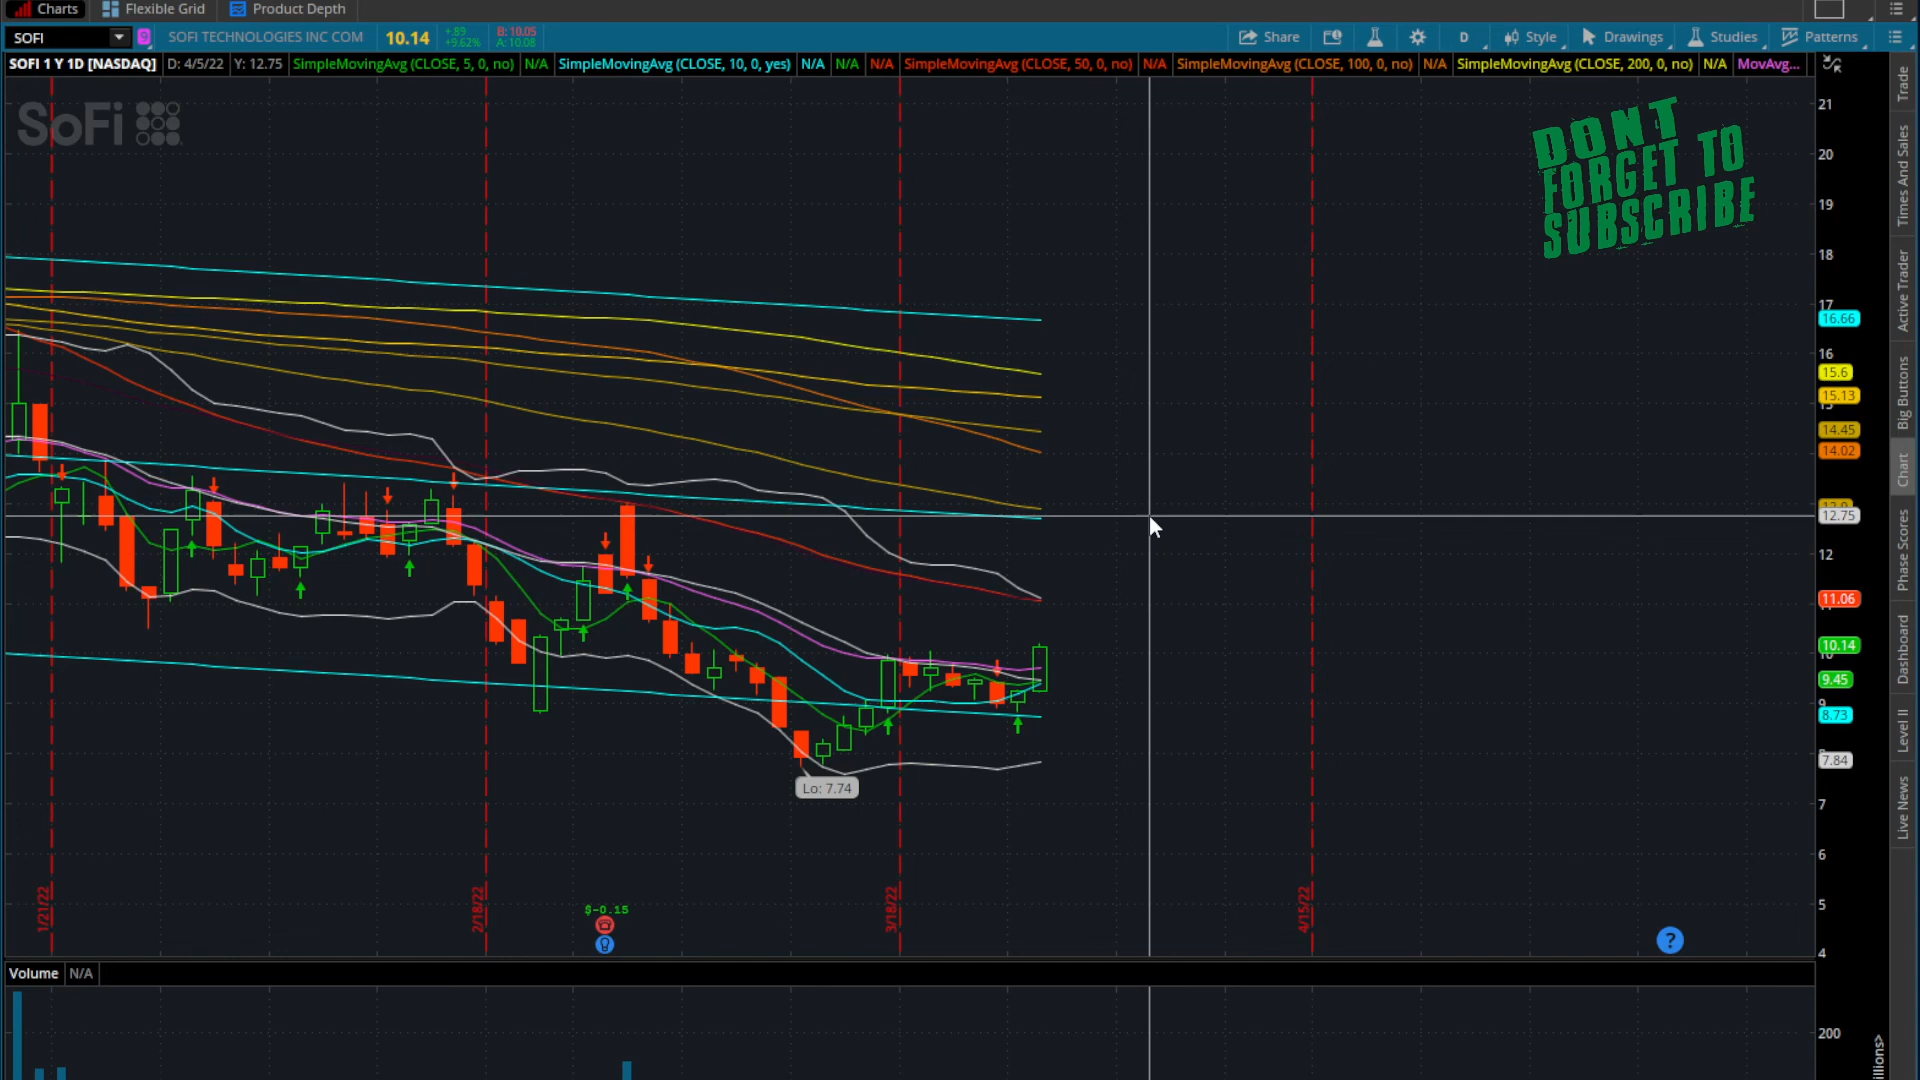 Charts Flexible Grid Product Depth
SOFI 9 SOFI TECHNOLOGIES INC COM 10.14 +.89 +9.62% B: 10.05 A: 10.08 Share D Style Drawings Studies Patterns
SOFI 1 Y 1D [NASDAQ] D: 4/5/22 Y: 12.75 SimpleMovingAvg (CLOSE, 5, 0, no) N/A SimpleMovingAvg (CLOSE, 10, 0, yes) N/A N/A N/A SimpleMovingAvg (CLOSE, 50, 0, no) N/A SimpleMovingAvg (CLOSE, 100, 0, no) N/A SimpleMovingAvg (CLOSE, 200, 0, no) N/A MovAvg...
SoFi
DON'T
FORGET TO
SUBSCRIBE
21
20
19
18
17
16.66
16
15.6
15.13
14.45
14.02
12.75
12
11.06
10.14
9.45
8.73
7.84
7
6
5
4
Lo: 7.74
$-0.15
1/21/22
2/18/22
3/18/22
4/15/22
?
Volume N/A
200
Trade
Times And Sales
Active Trader
Big Buttons
Chart
Phase Scores
Dashboard
Level II
Live News